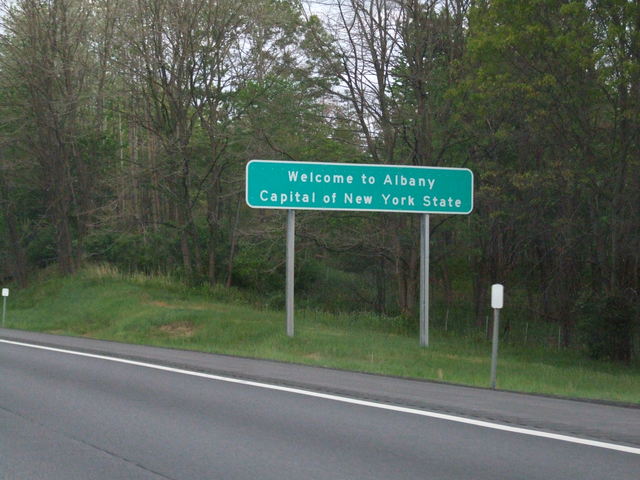 Welcome to Albany
Capital of New York State